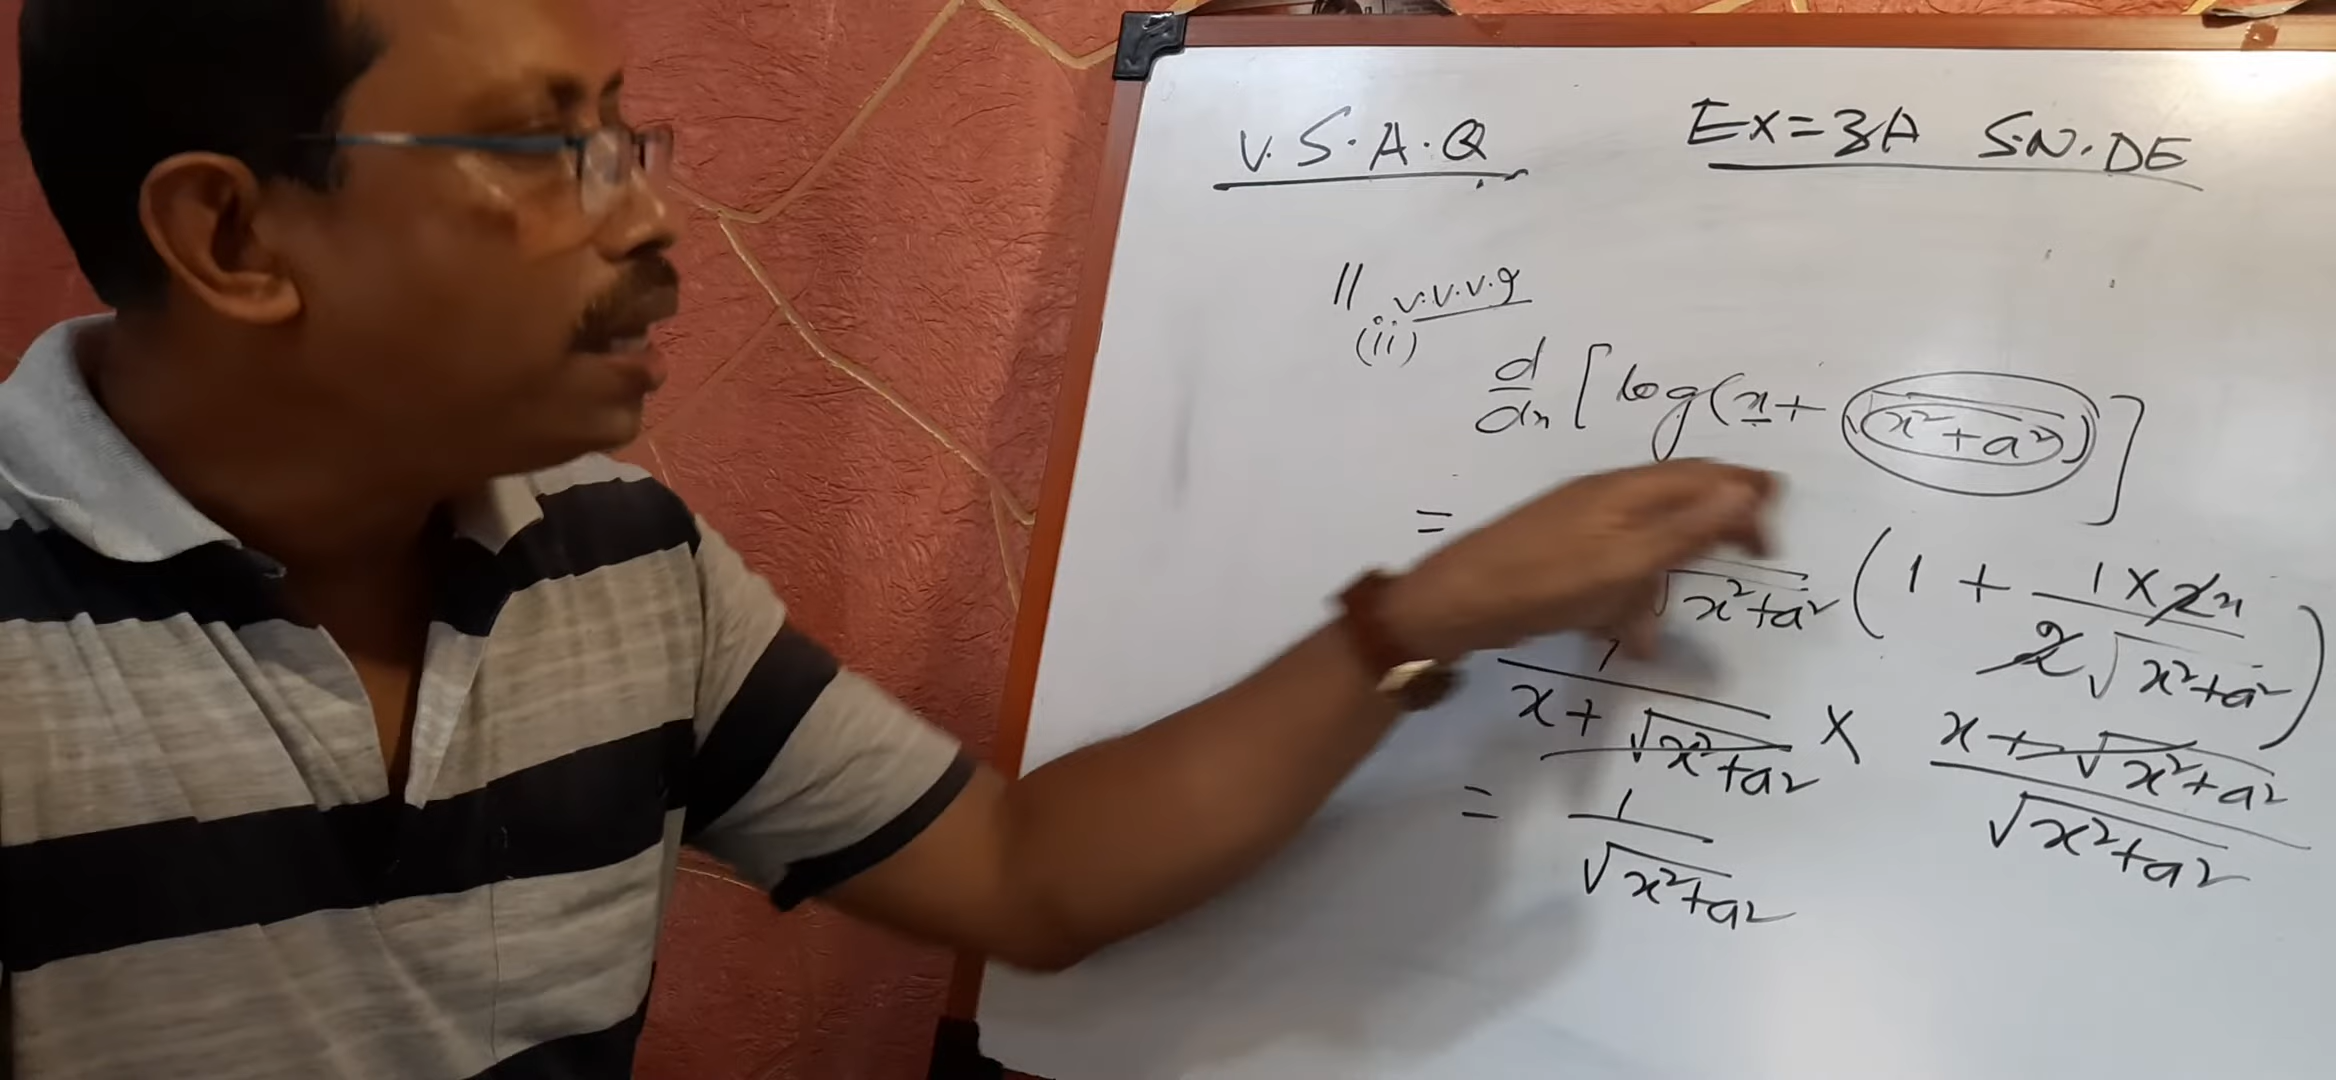 V.S.A.Q Ex=3A S.N.DE
11 v.v.v.g
(ii)
d/dx [log(x+√(x²+a²))]
=
√x²+a² (1 + 1×2x / 2√x²+a²)
1 / x+√x²+a² × x+√x²+a² / √x²+a²
= 1 / √x²+a²